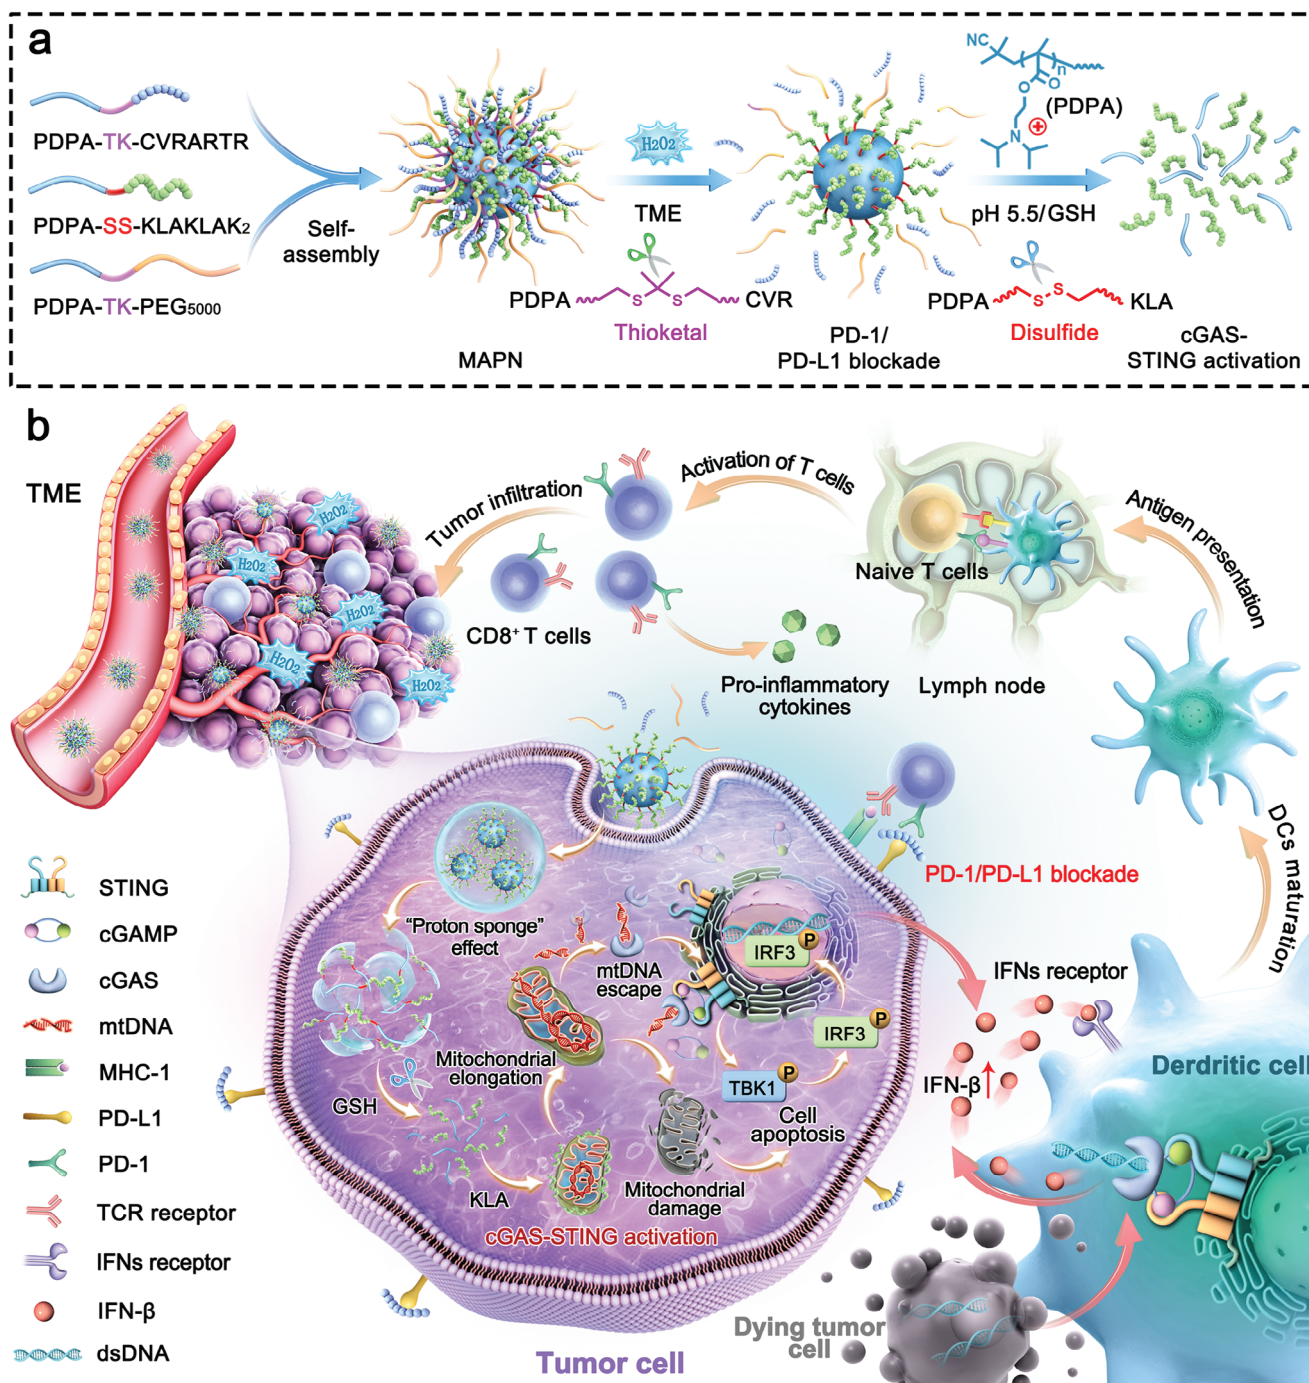 a
PDPA-TK-CVRARTR
PDPA-SS-KLAKLAK2
PDPA-TK-PEG5000
Self-
assembly
MAPN
H2O2
TME
PDPA
S
S
CVR
Thioketal
PD-1/
PD-L1 blockade
NC
n
O
O
N
+
(PDPA)
pH 5.5/GSH
PDPA
S
S
KLA
Disulfide
cGAS-
STING activation
b
TME
H2O2
H2O2
H2O2
H2O2
H2O2
Tumor infiltration
Activation of T cells
CD8+ T cells
Pro-inflammatory
cytokines
Naive T cells
Lymph node
Antigen presentation
DCs maturation
PD-1/PD-L1 blockade
"Proton sponge"
effect
mtDNA
escape
IRF3
P
IRF3
P
TBK1
P
Mitochondrial
elongation
GSH
KLA
Cell
apoptosis
Mitochondrial
damage
cGAS-STING activation
Tumor cell
IFNs receptor
IFN-β
Derdritic cell
Dying tumor
cell
STING
cGAMP
cGAS
mtDNA
MHC-1
PD-L1
PD-1
TCR receptor
IFNs receptor
IFN-β
dsDNA